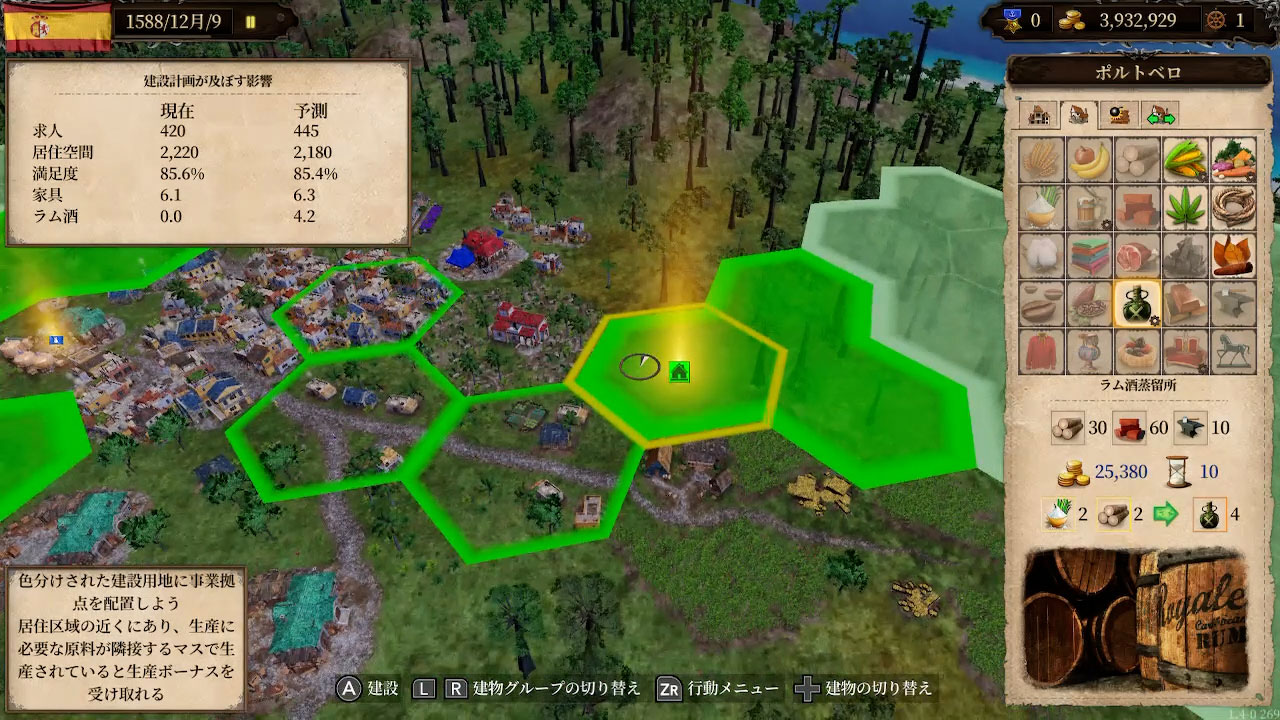 1588/12月/9
0
3,932,929
1
建設計画が及ぼす影響
現在 予測
求人 420 445
居住空間 2,220 2,180
満足度 85.6% 85.4%
家具 6.1 6.3
ラム酒 0.0 4.2
ポルトベロ
ラム酒蒸留所
30 60 10
25,380 10
2 2 4
RUM
色分けされた建設用地に事業拠
点を配置しよう
居住区域の近くにあり、生産に
必要な原料が隣接するマスで生
産されていると生産ボーナスを
受け取れる
A 建設 L R 建物グループの切り替え ZR 行動メニュー 建物の切り替え